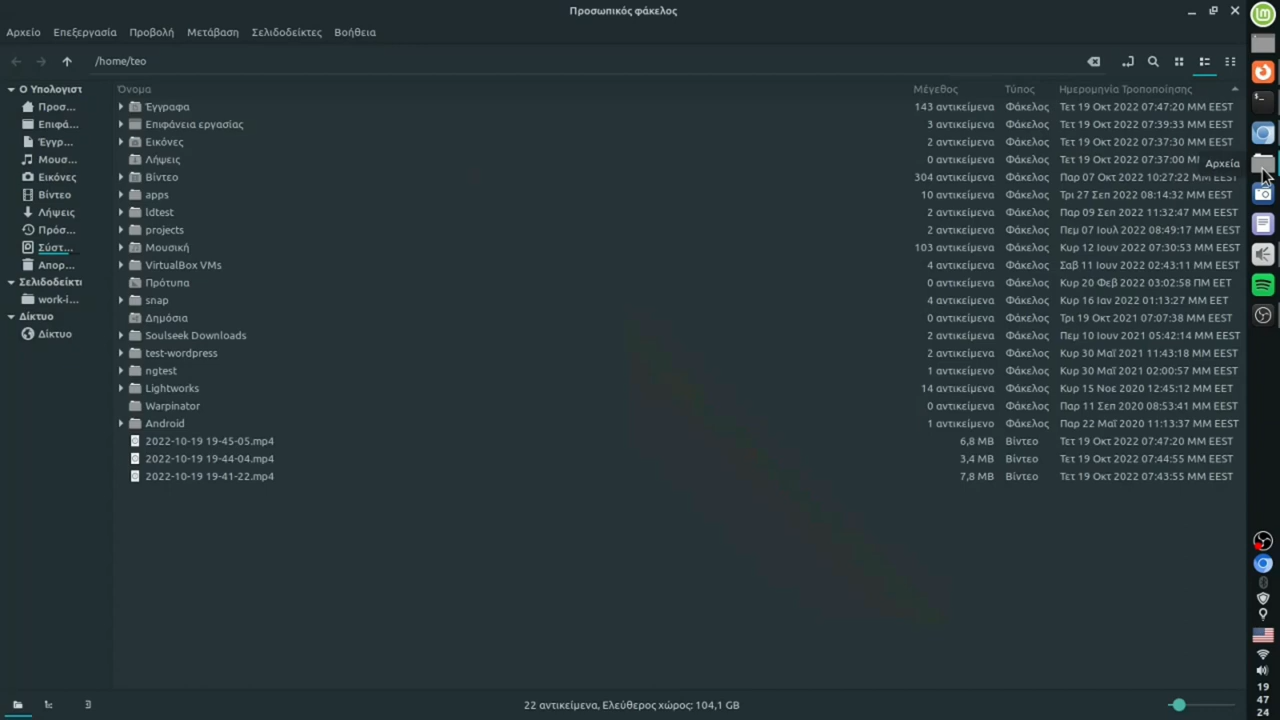 Προσωπικός φάκελος
Αρχείο Επεξεργασία Προβολή Μετάβαση Σελιδοδείκτες Βοήθεια
/home/teo
Ο Υπολογιστ
Προσ...
Επιφά...
Έγγρ...
Μουσ...
Εικόνες
Βίντεο
Λήψεις
Πρόσ...
Σύστ...
Απορ...
Σελιδοδείκτ
work-i...
Δίκτυο
Δίκτυο
Όνομα Μέγεθος Τύπος Ημερομηνία Τροποποίησης
Έγγραφα 143 αντικείμενα Φάκελος Τετ 19 Οκτ 2022 07:47:20 ΜΜ EEST
Επιφάνεια εργασίας 3 αντικείμενα Φάκελος Τετ 19 Οκτ 2022 07:39:33 ΜΜ EEST
Εικόνες 2 αντικείμενα Φάκελος Τετ 19 Οκτ 2022 07:37:30 ΜΜ EEST
Λήψεις 0 αντικείμενα Φάκελος Τετ 19 Οκτ 2022 07:37:00 ΜΜ
Αρχεία
Βίντεο 304 αντικείμενα Φάκελος Παρ 07 Οκτ 2022 10:27:22 ΜΜ EEST
apps 10 αντικείμενα Φάκελος Τρι 27 Σεπ 2022 08:14:32 ΜΜ EEST
ldtest 2 αντικείμενα Φάκελος Παρ 09 Σεπ 2022 11:32:47 ΜΜ EEST
projects 2 αντικείμενα Φάκελος Πεμ 07 Ιουλ 2022 08:49:17 ΜΜ EEST
Μουσική 103 αντικείμενα Φάκελος Κυρ 12 Ιουν 2022 07:30:53 ΜΜ EEST
VirtualBox VMs 4 αντικείμενα Φάκελος Σαβ 11 Ιουν 2022 02:43:11 ΜΜ EEST
Πρότυπα 0 αντικείμενα Φάκελος Κυρ 20 Φεβ 2022 03:02:58 ΠΜ EET
snap 4 αντικείμενα Φάκελος Κυρ 16 Ιαν 2022 01:13:27 ΜΜ EET
Δημόσια 0 αντικείμενα Φάκελος Τρι 19 Οκτ 2021 07:07:38 ΜΜ EEST
Soulseek Downloads 2 αντικείμενα Φάκελος Πεμ 10 Ιουν 2021 05:42:14 ΜΜ EEST
test-wordpress 2 αντικείμενα Φάκελος Κυρ 30 Μαΐ 2021 11:43:18 ΜΜ EEST
ngtest 1 αντικείμενο Φάκελος Κυρ 30 Μαΐ 2021 02:00:57 ΜΜ EEST
Lightworks 14 αντικείμενα Φάκελος Κυρ 15 Νοε 2020 12:45:12 ΜΜ EET
Warpinator 0 αντικείμενα Φάκελος Παρ 11 Σεπ 2020 08:53:41 ΜΜ EEST
Android 1 αντικείμενο Φάκελος Παρ 22 Μαΐ 2020 11:13:37 ΜΜ EEST
2022-10-19 19-45-05.mp4 6,8 MB Βίντεο Τετ 19 Οκτ 2022 07:47:20 ΜΜ EEST
2022-10-19 19-44-04.mp4 3,4 MB Βίντεο Τετ 19 Οκτ 2022 07:44:55 ΜΜ EEST
2022-10-19 19-41-22.mp4 7,8 MB Βίντεο Τετ 19 Οκτ 2022 07:43:55 ΜΜ EEST
22 αντικείμενα, Ελεύθερος χώρος: 104,1 GB
19
47
24